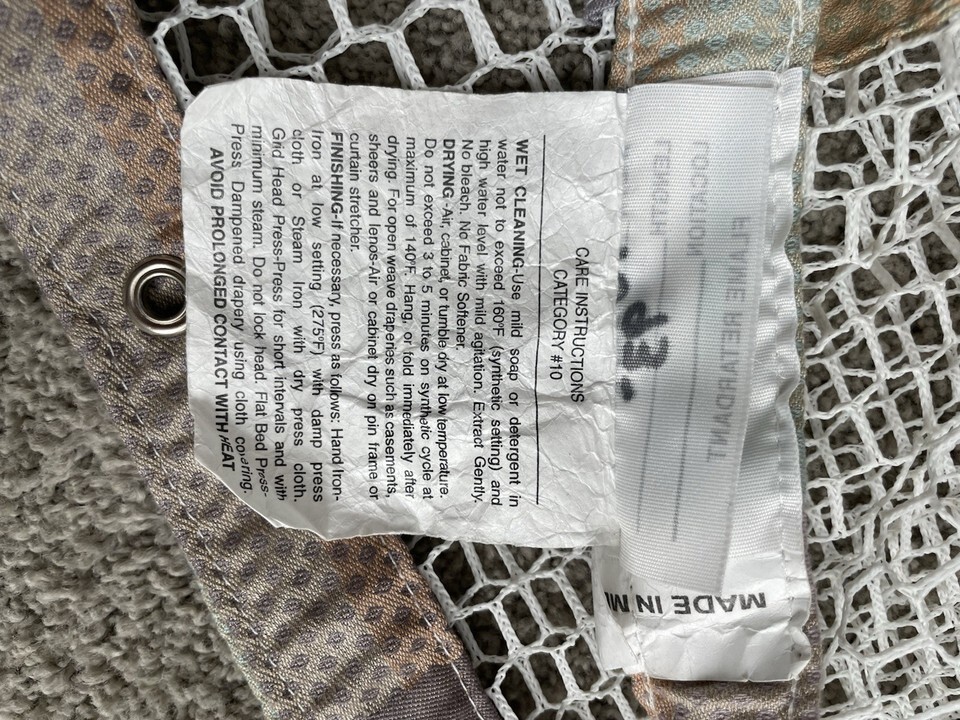 CARE INSTRUCTIONS
CATEGORY #10
WET CLEANING-Use mild soap or detergent in
water not to exceed 160°F (synthetic setting) and
high water level with mild agitation. Extract Gently.
No bleach. No Fabric Softener.
DRYING-Air, cabinet, or tumble dry at low temperature.
Do not exceed 3 to 5 minutes on synthetic cycle at
maximum of 140°F. Hang, or fold immediately after
drying. For open weave draperies such as casements,
sheers and lenos-Air or cabinet dry on pin frame or
curtain stretcher.
FINISHING-If necessary, press as follows: Hand Iron-
Iron at low setting (275°F) with damp press
cloth or Steam Iron with dry press cloth.
Grid Head Press-Press for short intervals and with
minimum steam. Do not lock head. Flat Bed Press-
Press Dampened drapery using cloth covering.
AVOID PROLONGED CONTACT WITH HEAT
LOCATION
LENGTH
MADE IN